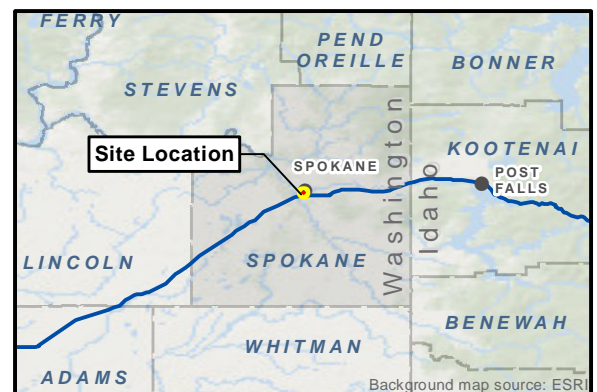 FERRY
PEND
OREILLE
BONNER
STEVENS
KOOTENAI
Site Location
SPOKANE
POST
FALLS
Washington
Idaho
LINCOLN
SPOKANE
BENEWAH
WHITMAN
ADAMS
Background map source: ESRI